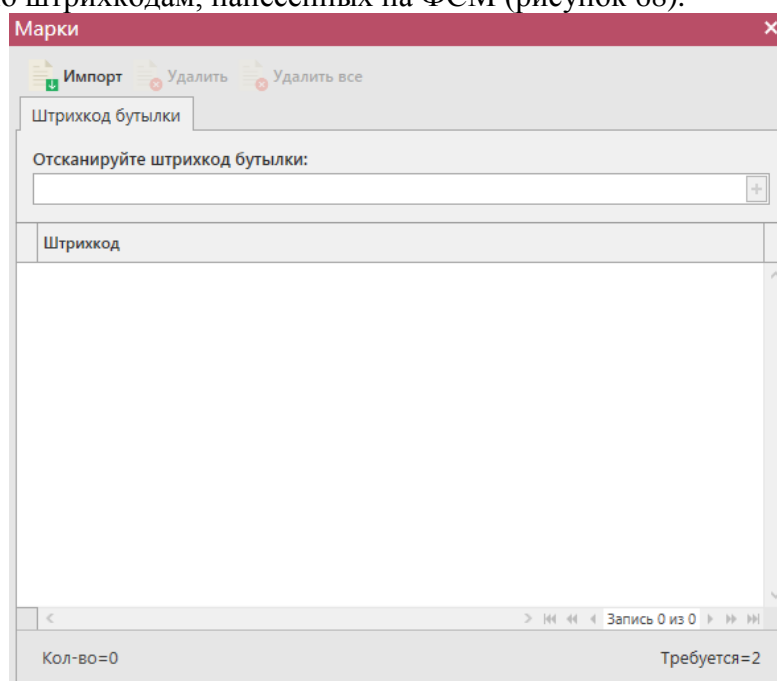 о штрихкодам, нанесенных на ФСМ (рисунок 68).
Марки
Импорт Удалить Удалить все
Штрихкод бутылки
Отсканируйте штрихкод бутылки:
Штрихкод
Запись 0 из 0
Кол-во=0 Требуется=2